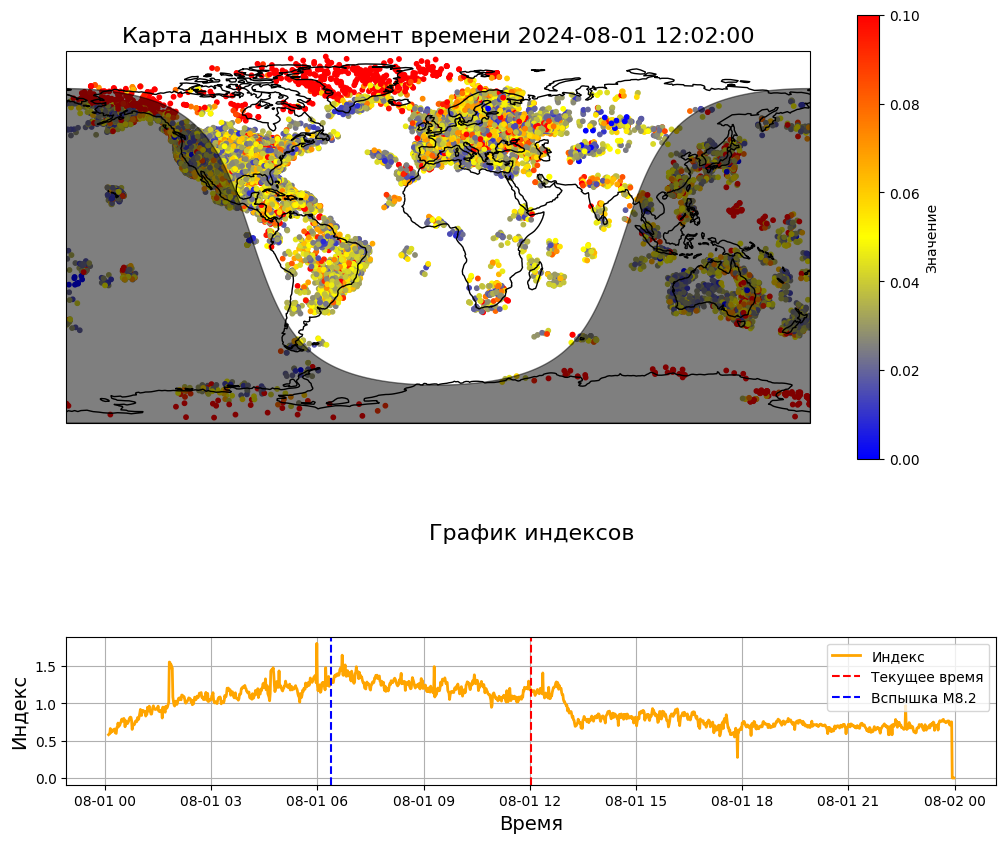 Карта данных в момент времени 2024-08-01 12:02:00
0.10
0.08
0.06
0.04
0.02
0.00
Значение
График индексов
Индекс
1.5
1.0
0.5
0.0
Индекс
Текущее время
Вспышка М8.2
08-01 00
08-01 03
08-01 06
08-01 09
08-01 12
08-01 15
08-01 18
08-01 21
08-02 00
Время